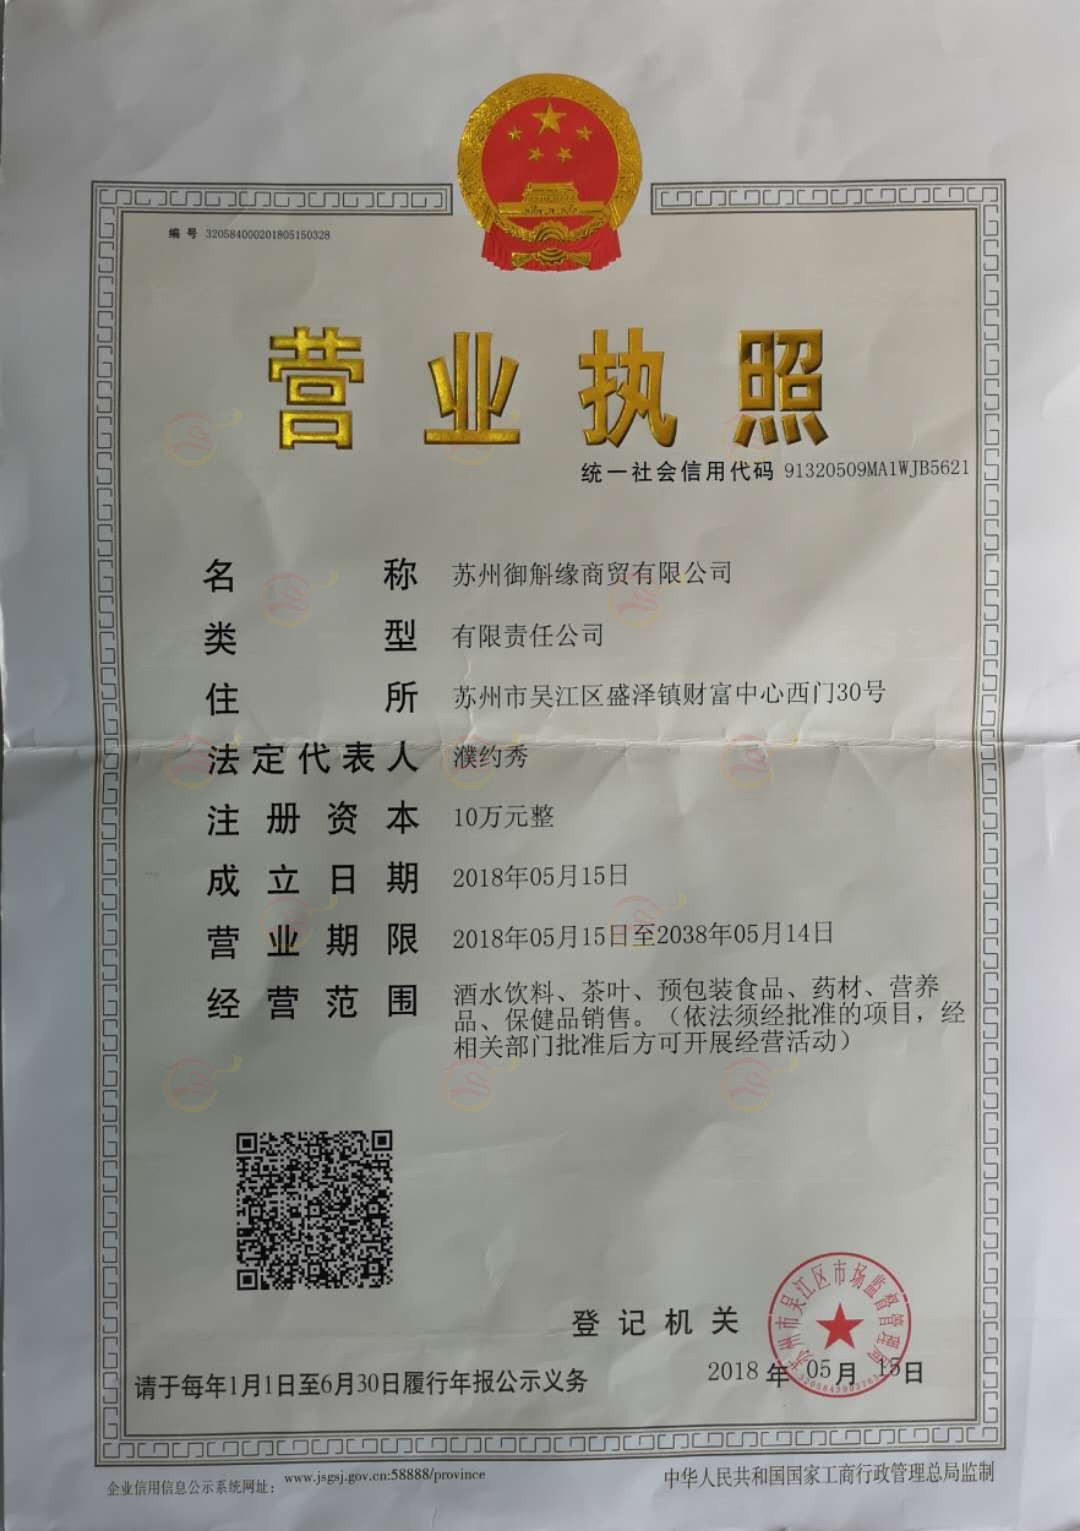 编 号 320584000201805150328
营业执照
统一社会信用代码 91320509MA1WJB5621
名称 苏州御斛缘商贸有限公司
类型 有限责任公司
住所 苏州市吴江区盛泽镇财富中心西门30号
法定代表人 濮约秀
注册资本 10万元整
成立日期 2018年05月15日
营业期限 2018年05月15日至2038年05月14日
经营范围 酒水饮料、茶叶、预包装食品、药材、营养
品、保健品销售。（依法须经批准的项目，经
相关部门批准后方可开展经营活动）
苏州市吴江区市场监督管理局
登记机关
2018 年 05 月 15 日
请于每年1月1日至6月30日履行年报公示义务
企业信用信息公示系统网址： www.jsgsj.gov.cn:58888/province
中华人民共和国国家工商行政管理总局监制